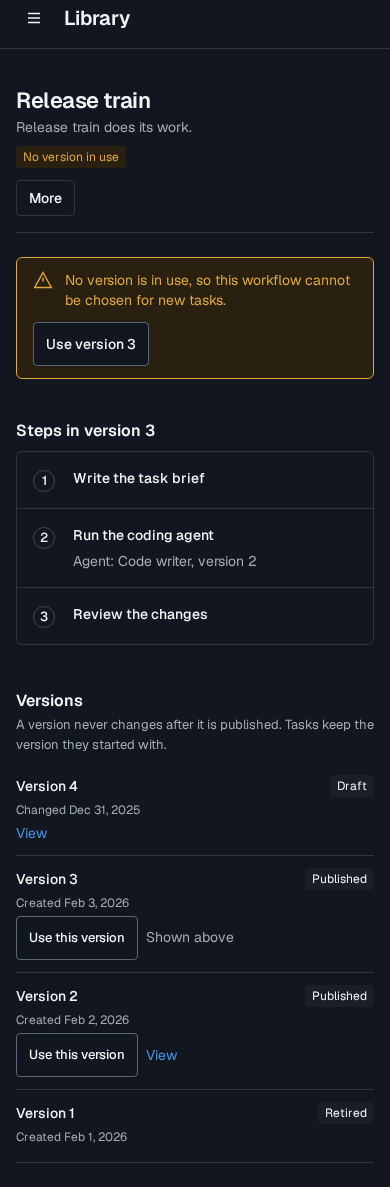 Library
Release train
Release train does its work.
No version in use
More
No version is in use, so this workflow cannot
be chosen for new tasks.
Use version 3
Steps in version 3
1 Write the task brief
2 Run the coding agent
Agent: Code writer, version 2
3 Review the changes
Versions
A version never changes after it is published. Tasks keep the
version they started with.
Version 4 Draft
Changed Dec 31, 2025
View
Version 3 Published
Created Feb 3, 2026
Use this version Shown above
Version 2 Published
Created Feb 2, 2026
Use this version View
Version 1 Retired
Created Feb 1, 2026